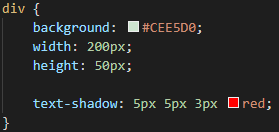 div {
background: #CEE5D0;
width: 200px;
height: 50px;
text-shadow: 5px 5px 3px red;
}